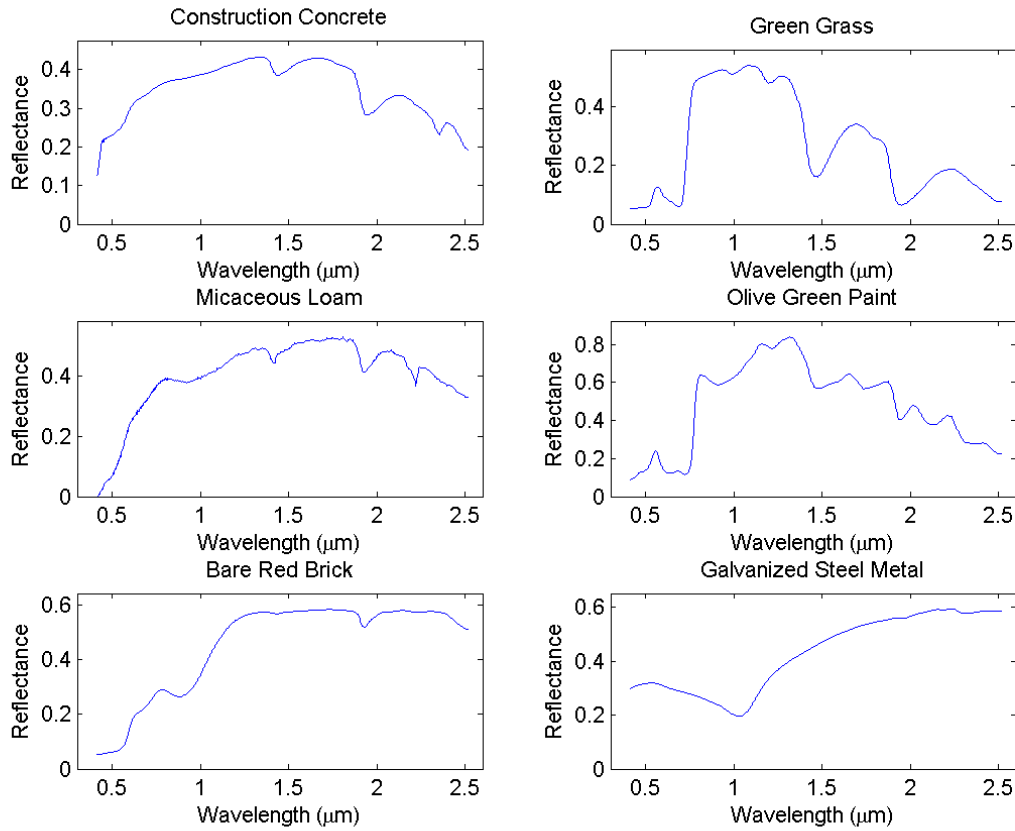 Construction Concrete
Reflectance
0.4
0.3
0.2
0.1
0
0.5 1 1.5 2 2.5
Wavelength (μm)
Green Grass
Reflectance
0.4
0.2
0
0.5 1 1.5 2 2.5
Wavelength (μm)
Micaceous Loam
Reflectance
0.4
0.2
0
0.5 1 1.5 2 2.5
Wavelength (μm)
Olive Green Paint
Reflectance
0.8
0.6
0.4
0.2
0
0.5 1 1.5 2 2.5
Wavelength (μm)
Bare Red Brick
Reflectance
0.6
0.4
0.2
0
0.5 1 1.5 2 2.5
Wavelength (μm)
Galvanized Steel Metal
Reflectance
0.6
0.4
0.2
0
0.5 1 1.5 2 2.5
Wavelength (μm)